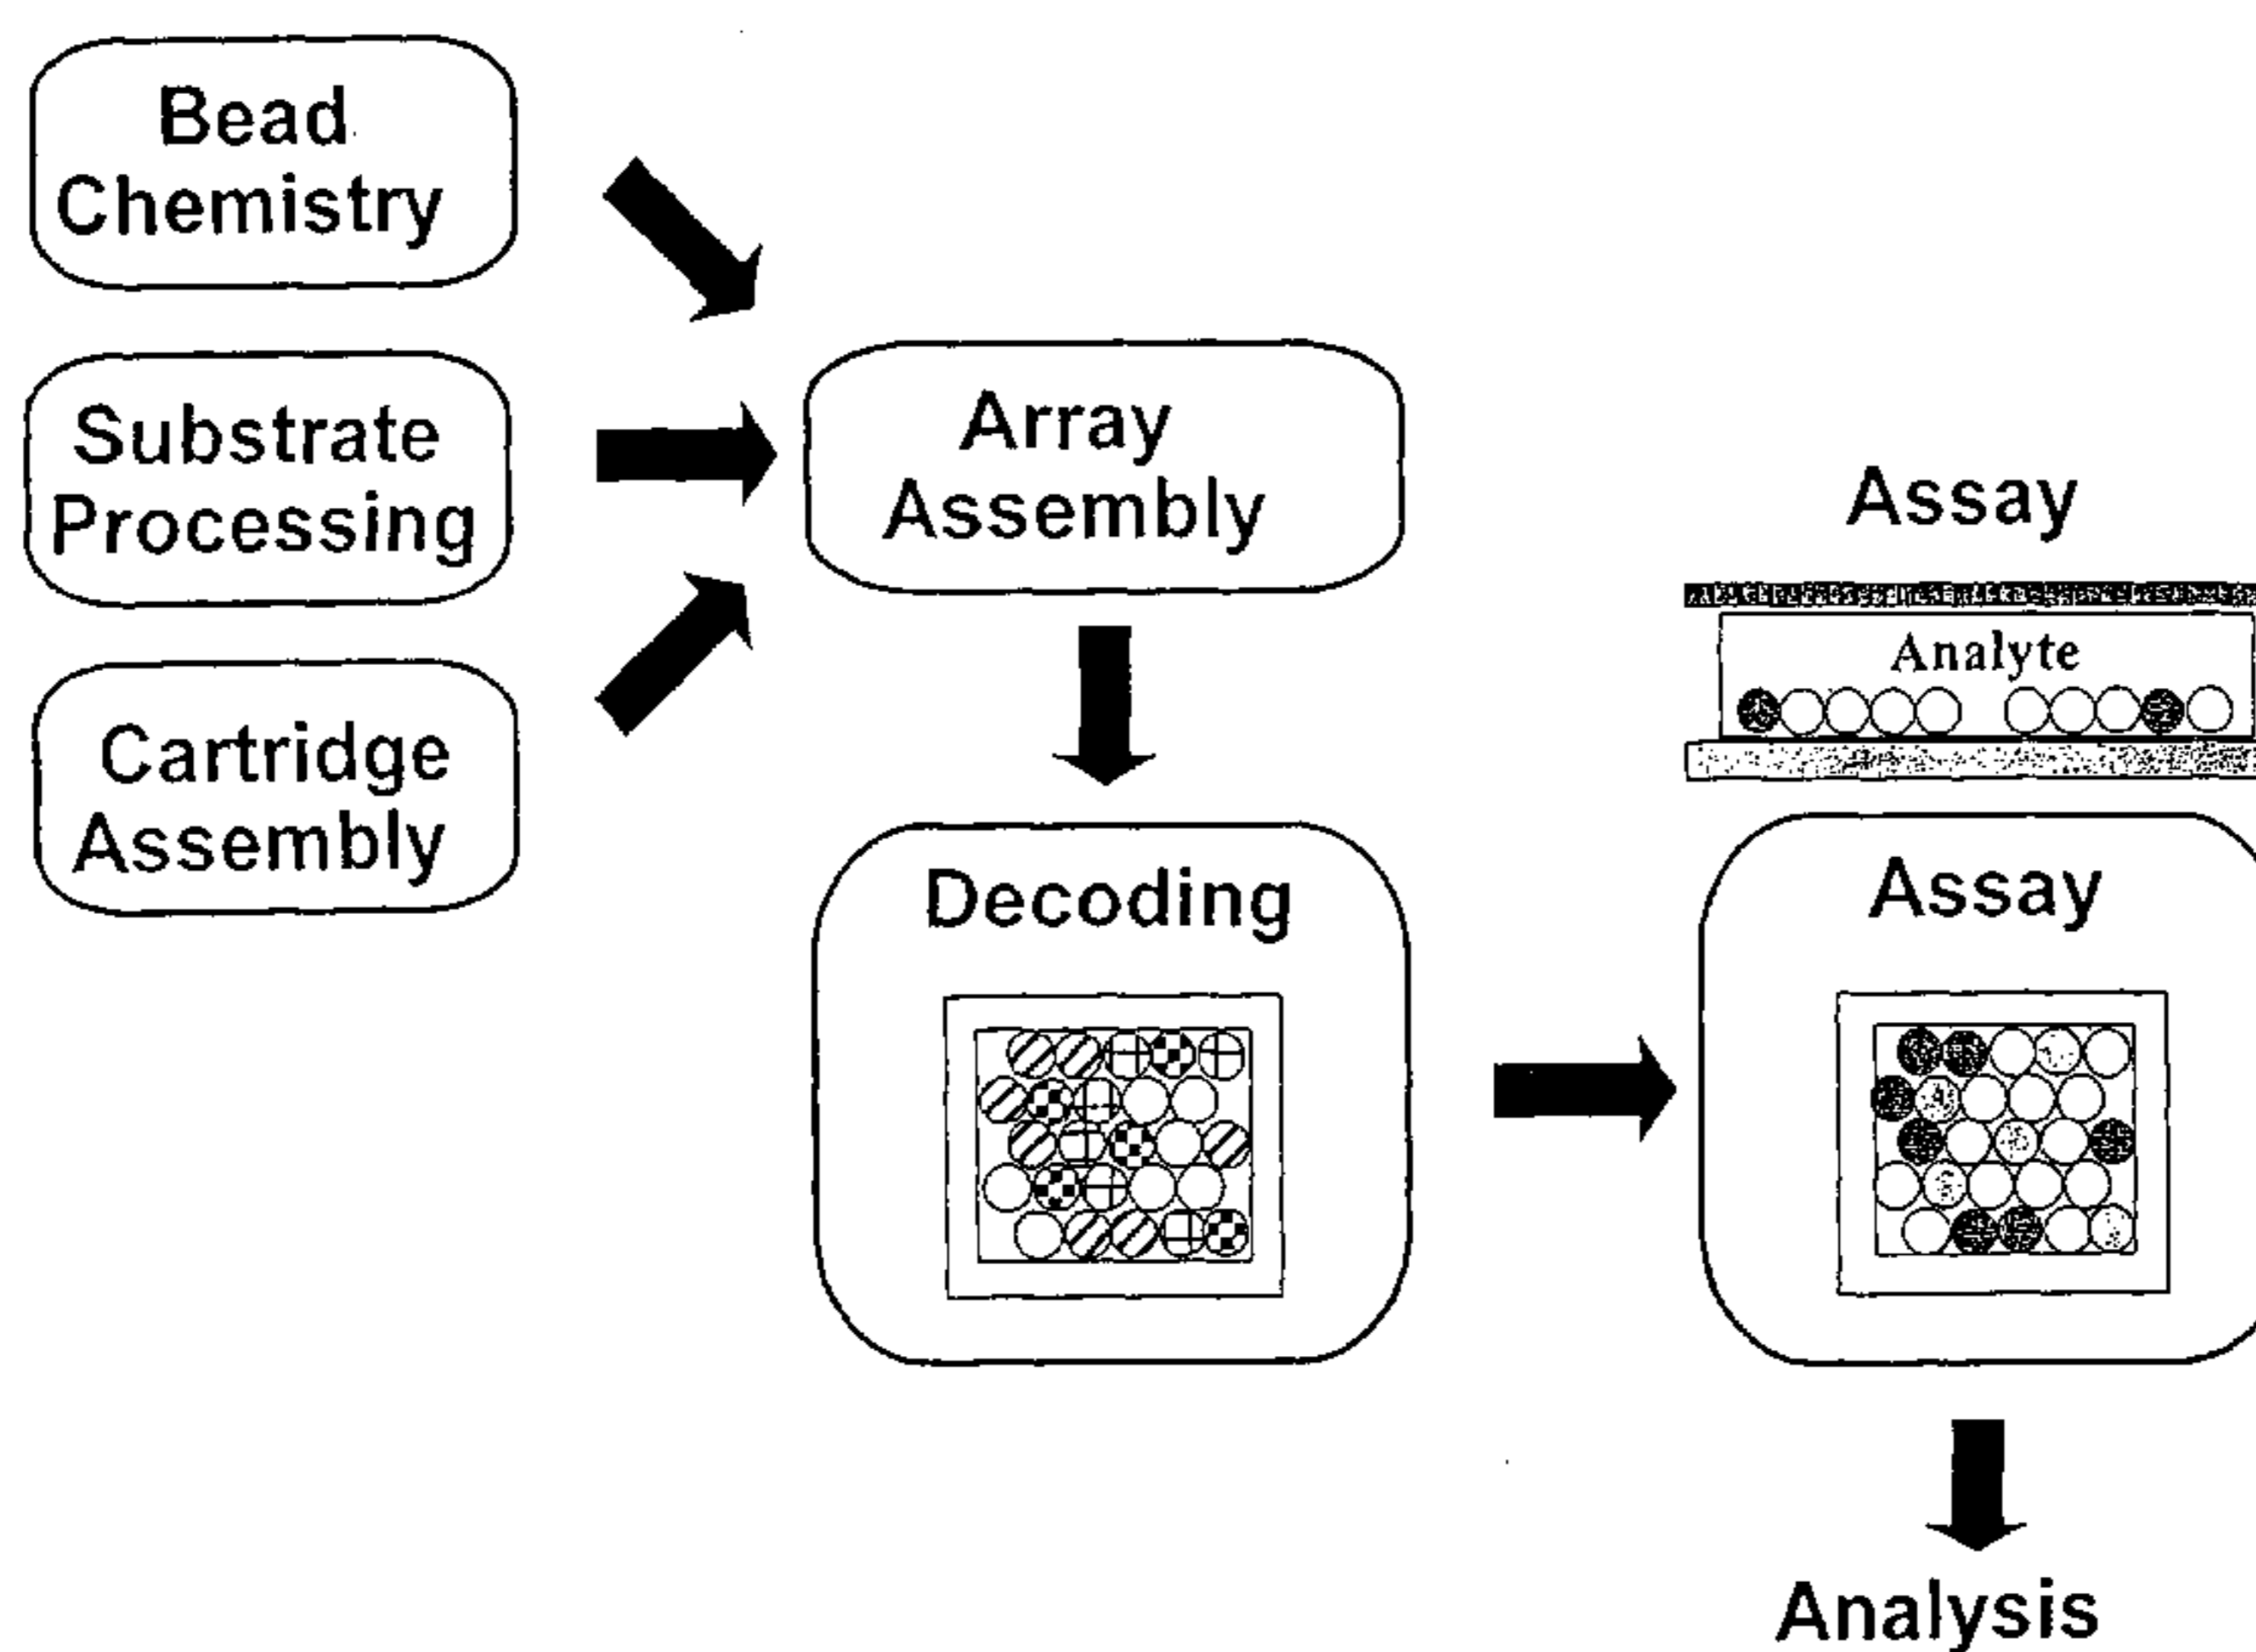 Bead
Chemistry
Substrate
Processing
Cartridge
Assembly
Array
Assembly
Decoding
Assay
Analyte
Assay
Analysis